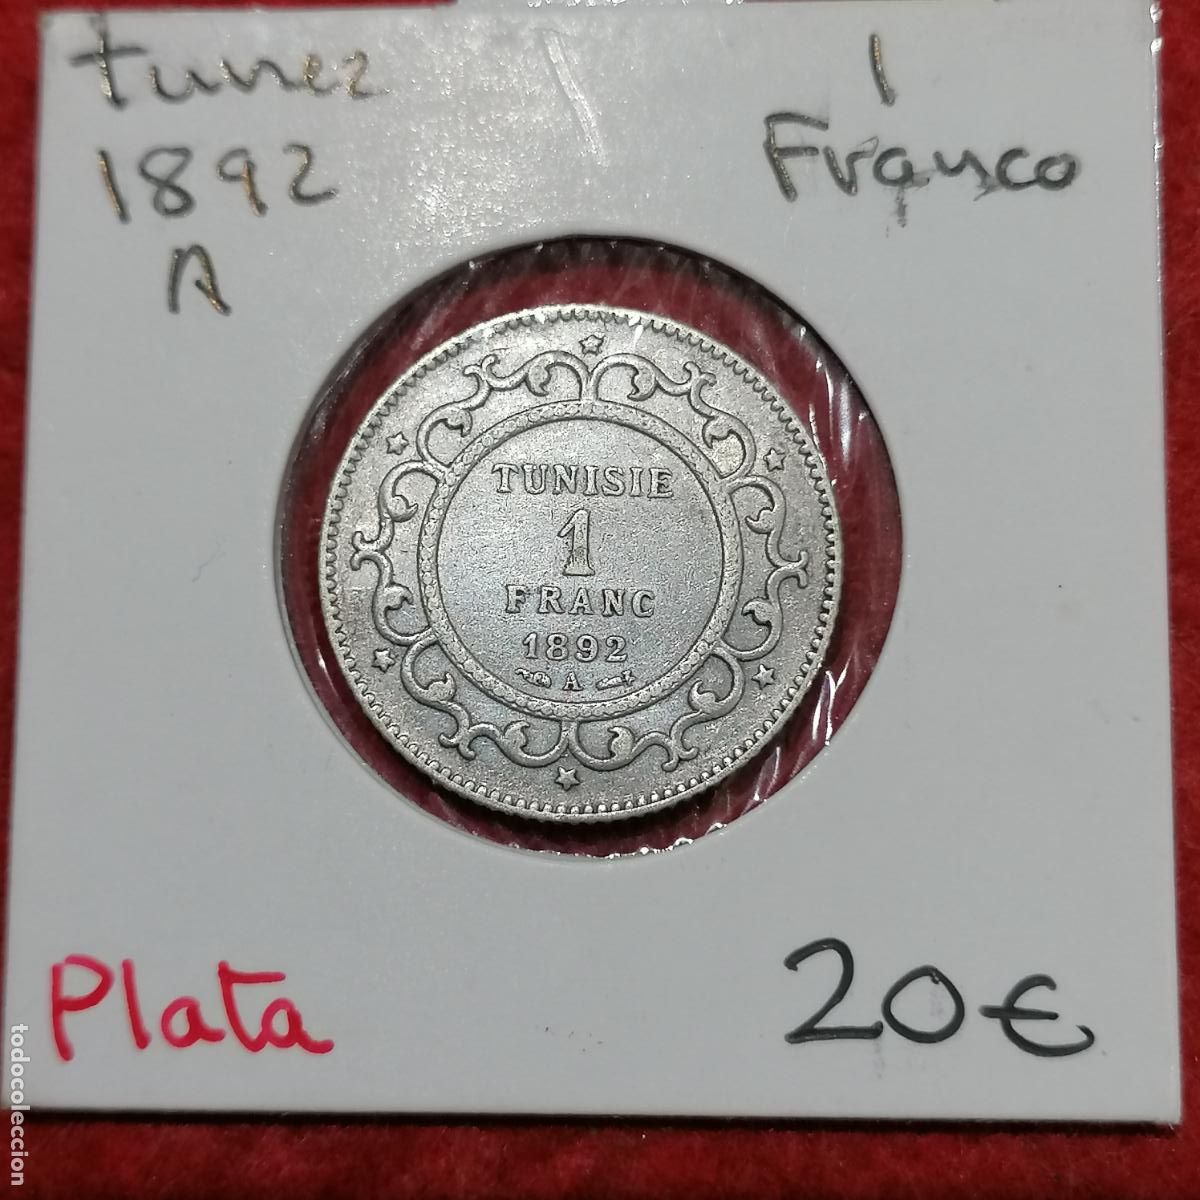 Tunez
1892
A
1
Franco
TUNISIE
1
FRANC
1892
A
Plata
20€
todocoleccion